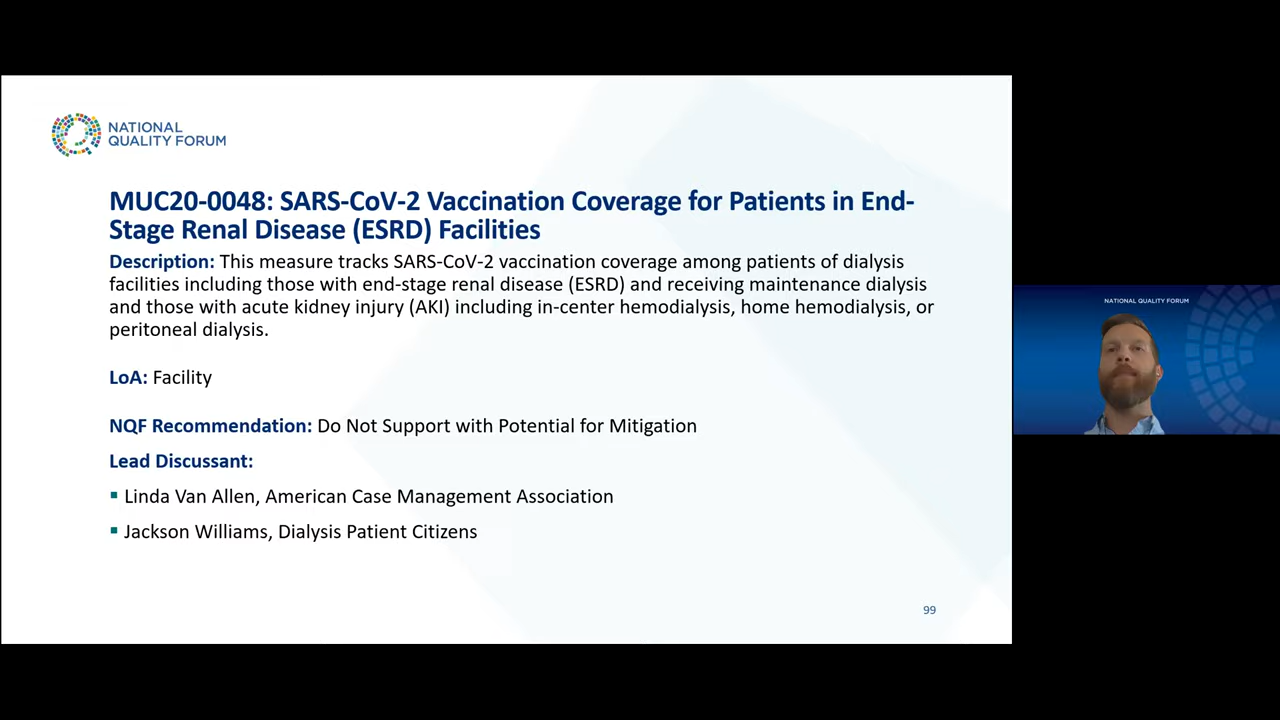 NATIONAL
QUALITY FORUM
MUC20-0048: SARS-CoV-2 Vaccination Coverage for Patients in End-
Stage Renal Disease (ESRD) Facilities
Description: This measure tracks SARS-CoV-2 vaccination coverage among patients of dialysis
facilities including those with end-stage renal disease (ESRD) and receiving maintenance dialysis
and those with acute kidney injury (AKI) including in-center hemodialysis, home hemodialysis, or
peritoneal dialysis.
LoA: Facility
NQF Recommendation: Do Not Support with Potential for Mitigation
Lead Discussant:
▪ Linda Van Allen, American Case Management Association
▪ Jackson Williams, Dialysis Patient Citizens
99
NATIONAL QUALITY FORUM